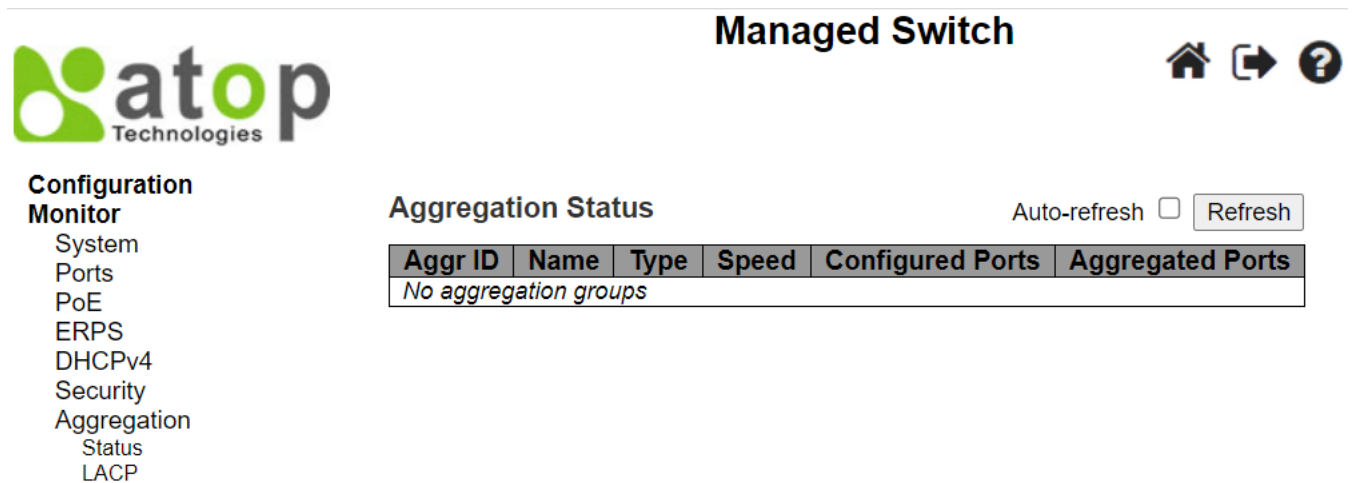 Managed Switch
atop
Technologies
Configuration
Monitor
System
Ports
PoE
ERPS
DHCPv4
Security
Aggregation
Status
LACP
Aggregation Status
Auto-refresh Refresh
Aggr ID Name Type Speed Configured Ports Aggregated Ports
No aggregation groups